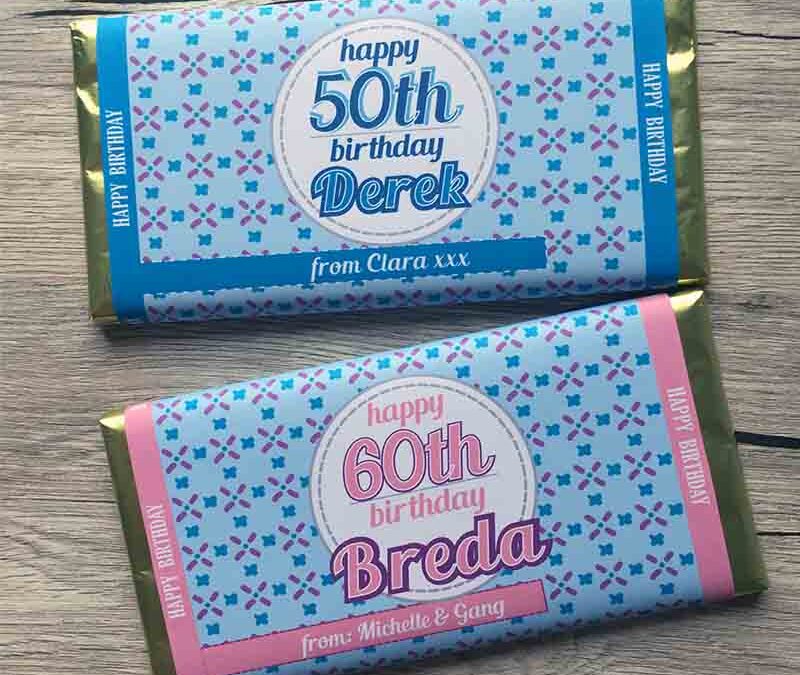 HAPPY BIRTHDAY
happy
50th
birthday
Derek
from Clara xxx
HAPPY BIRTHDAY
HAPPY BIRTHDAY
happy
60th
birthday
Breda
from: Michelle & Gang
HAPPY BIRTHDAY